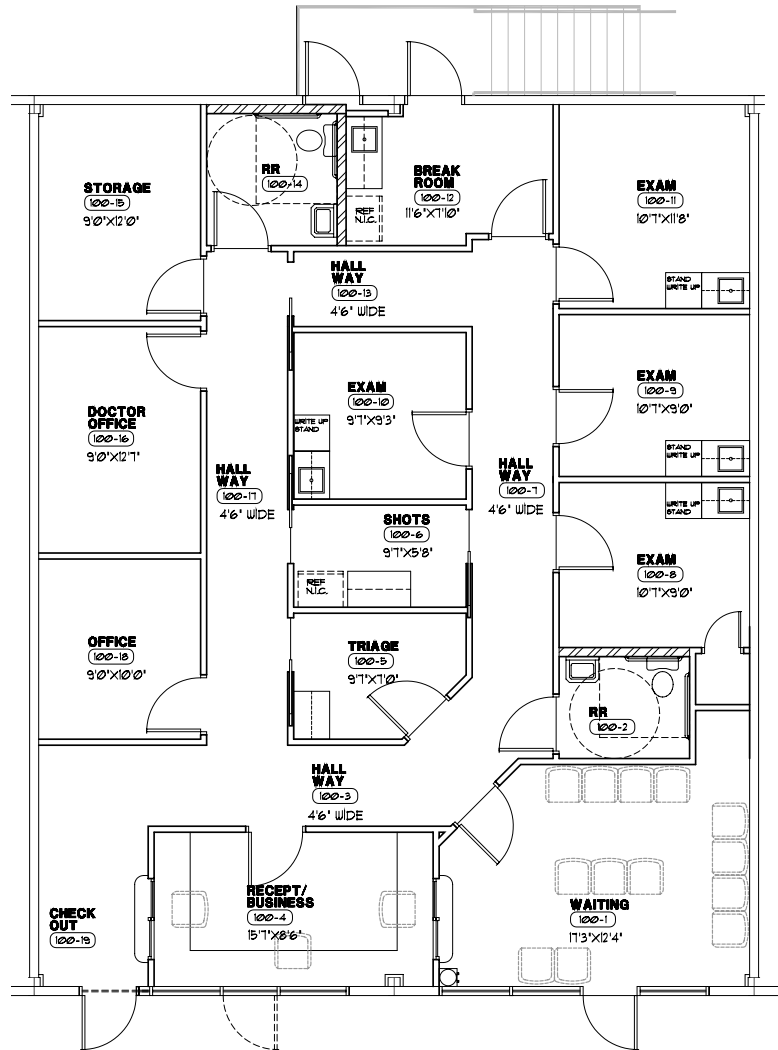 STORAGE
100-15
9'0"X12'0"
RR
100-14
BREAK
ROOM
100-12
11'6"X7'10"
REF
N.I.C.
EXAM
100-11
10'7"X11'8"
STAND
WRITE UP
HALL
WAY
100-13
4'6" WIDE
DOCTOR
OFFICE
100-16
9'0"X12'7"
EXAM
100-10
9'7"X9'3"
WRITE UP
STAND
EXAM
100-9
10'7"X9'0"
STAND
WRITE UP
HALL
WAY
100-17
4'6" WIDE
HALL
WAY
100-7
4'6" WIDE
SHOTS
100-6
9'7"X5'8"
REF
N.I.C.
WRITE UP
STAND
EXAM
100-8
10'7"X9'0"
OFFICE
100-18
9'0"X10'0"
TRIAGE
100-5
9'7"X7'0"
RR
100-2
HALL
WAY
100-3
4'6" WIDE
CHECK
OUT
100-19
RECEPT/
BUSINESS
100-4
15'7"X8'6"
WAITING
100-1
17'3"X12'4"